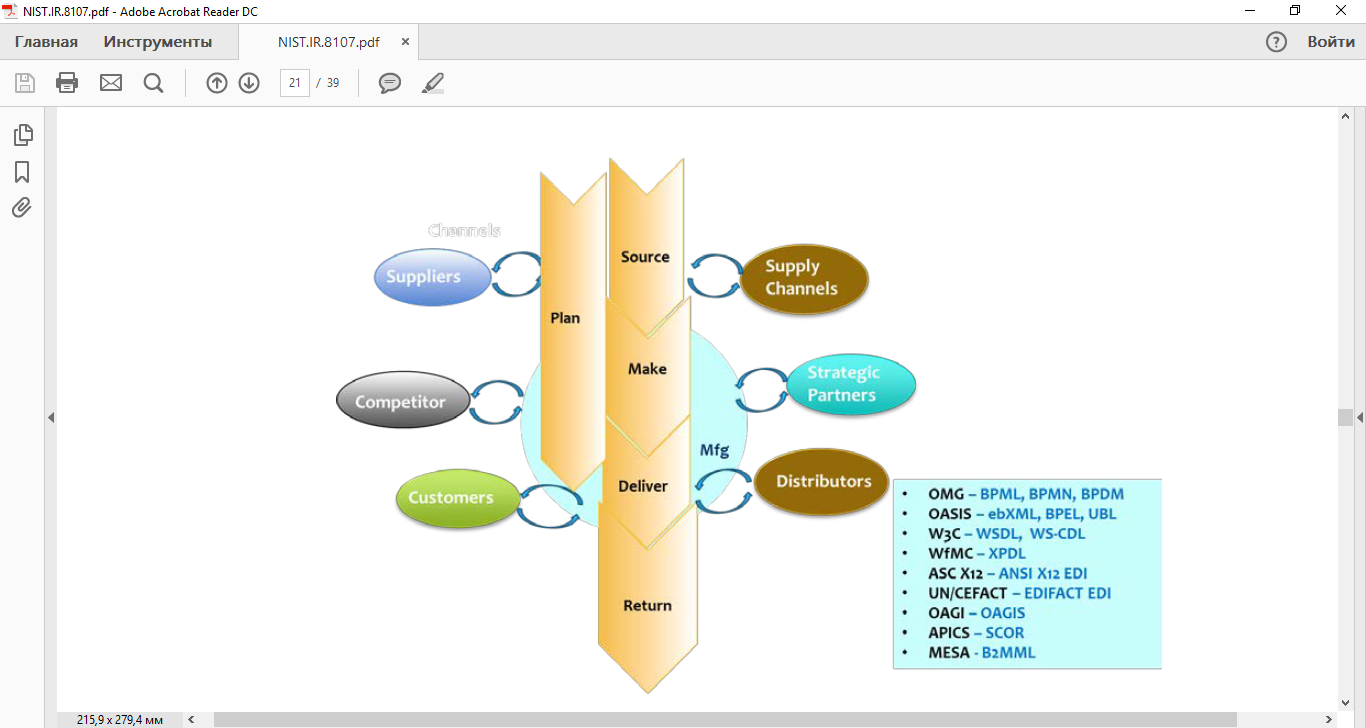 NIST.IR.8107.pdf - Adobe Acrobat Reader DC
Главная Инструменты NIST.IR.8107.pdf × ? Войти
21 / 39
Channels
Suppliers
Source
Supply
Channels
Plan
Make
Strategic
Partners
Competitor
Mfg
Customers
Deliver
Distributors
Return
• OMG – BPML, BPMN, BPDM
• OASIS – ebXML, BPEL, UBL
• W3C – WSDL, WS-CDL
• WfMC – XPDL
• ASC X12 – ANSI X12 EDI
• UN/CEFACT – EDIFACT EDI
• OAGI – OAGIS
• APICS – SCOR
• MESA - B2MML
215,9 x 279,4 мм